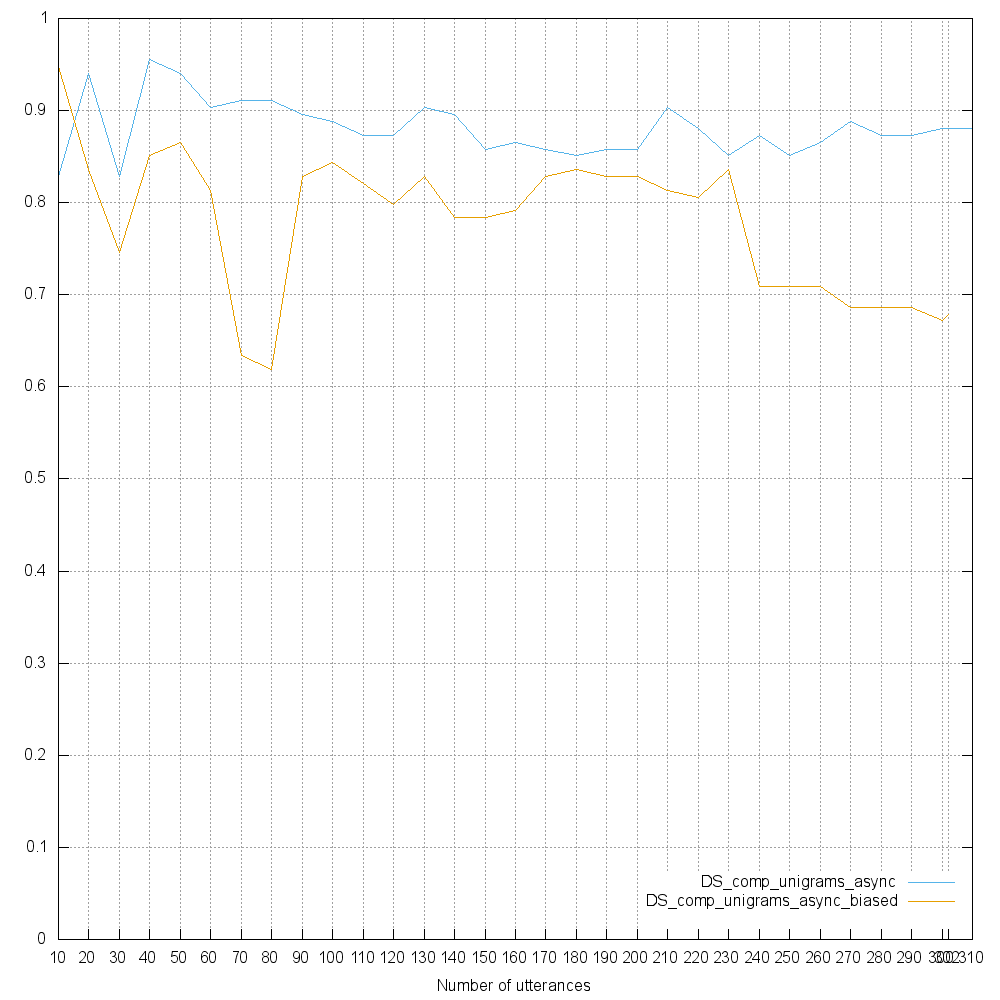 1
0.9
0.8
0.7
0.6
0.5
0.4
0.3
0.2
0.1
0
DS_comp_unigrams_async
DS_comp_unigrams_async_biased
10 20 30 40 50 60 70 80 90 100 110 120 130 140 150 160 170 180 190 200 210 220 230 240 250 260 270 280 290 300 302 310
Number of utterances